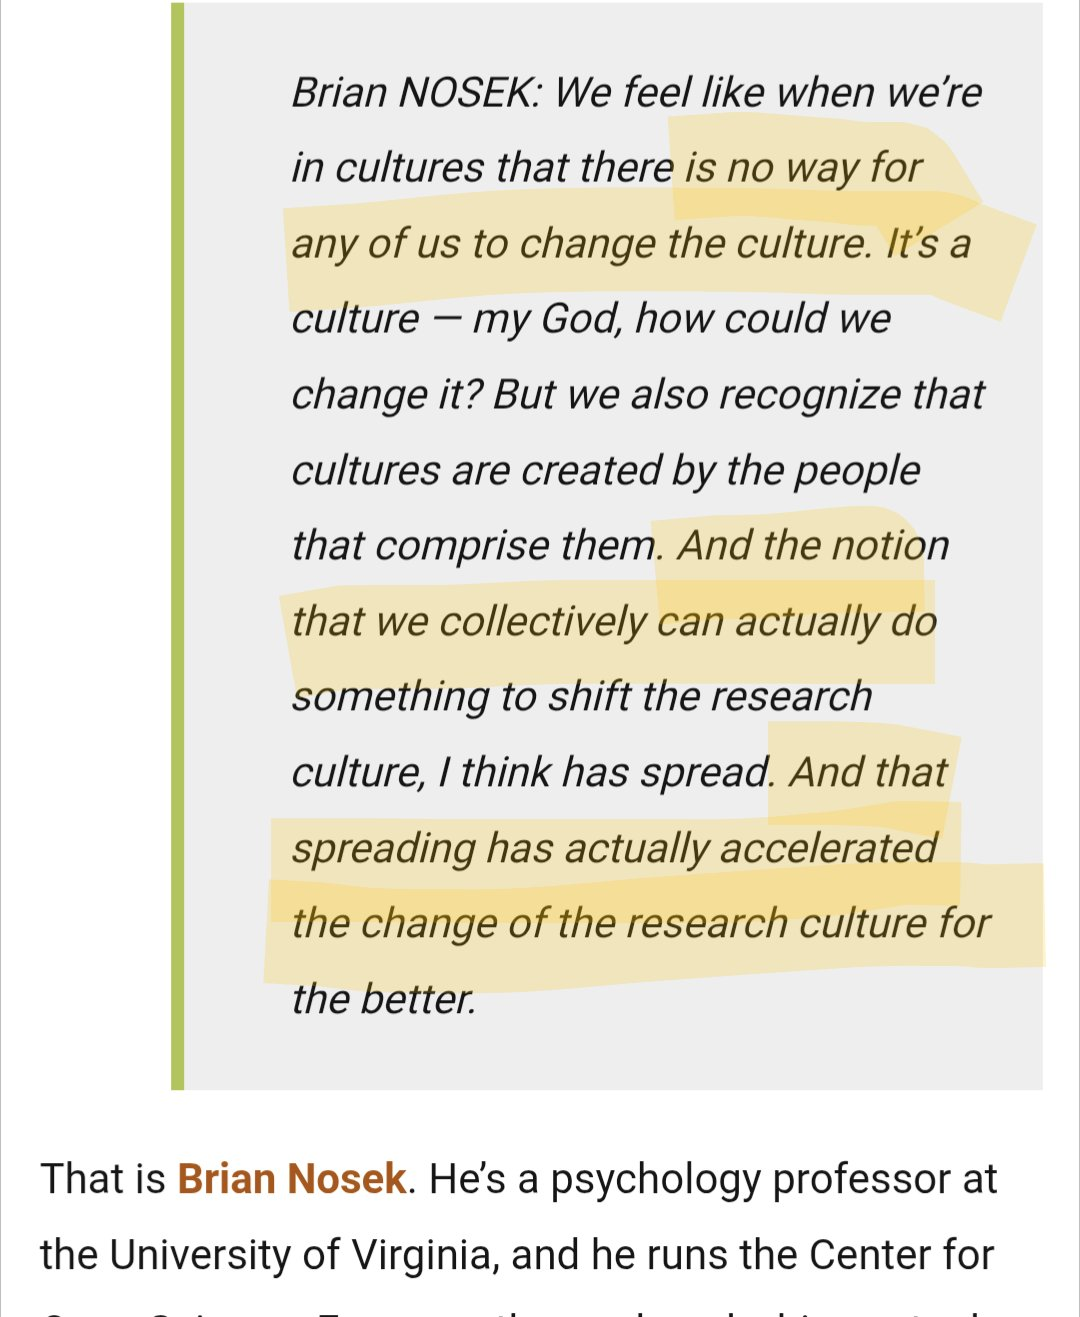 Brian NOSEK: We feel like when we’re
in cultures that there is no way for
any of us to change the culture. It’s a
culture — my God, how could we
change it? But we also recognize that
cultures are created by the people
that comprise them. And the notion
that we collectively can actually do
something to shift the research
culture, I think has spread. And that
spreading has actually accelerated
the change of the research culture for
the better.
That is Brian Nosek. He’s a psychology professor at
the University of Virginia, and he runs the Center for